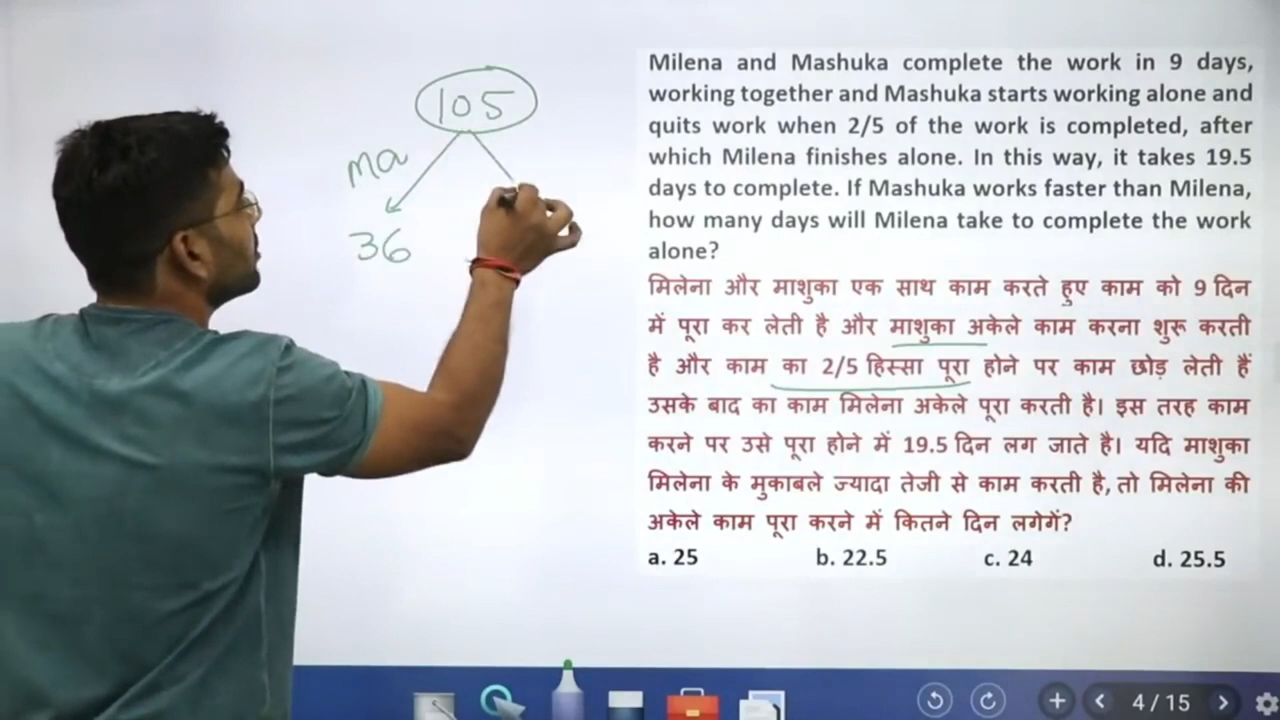 105
ma
36
Milena and Mashuka complete the work in 9 days,
working together and Mashuka starts working alone and
quits work when 2/5 of the work is completed, after
which Milena finishes alone. In this way, it takes 19.5
days to complete. If Mashuka works faster than Milena,
how many days will Milena take to complete the work
alone?
मिलेना और माशुका एक साथ काम करते हुए काम को 9 दिन
में पूरा कर लेती है और माशुका अकेले काम करना शुरू करती
है और काम का 2/5 हिस्सा पूरा होने पर काम छोड़ लेती हैं
उसके बाद का काम मिलेना अकेले पूरा करती है। इस तरह काम
करने पर उसे पूरा होने में 19.5 दिन लग जाते है। यदि माशुका
मिलेना के मुकाबले ज्यादा तेजी से काम करती है, तो मिलेना की
अकेले काम पूरा करने में कितने दिन लगेगें?
a. 25 b. 22.5 c. 24 d. 25.5
4 / 15